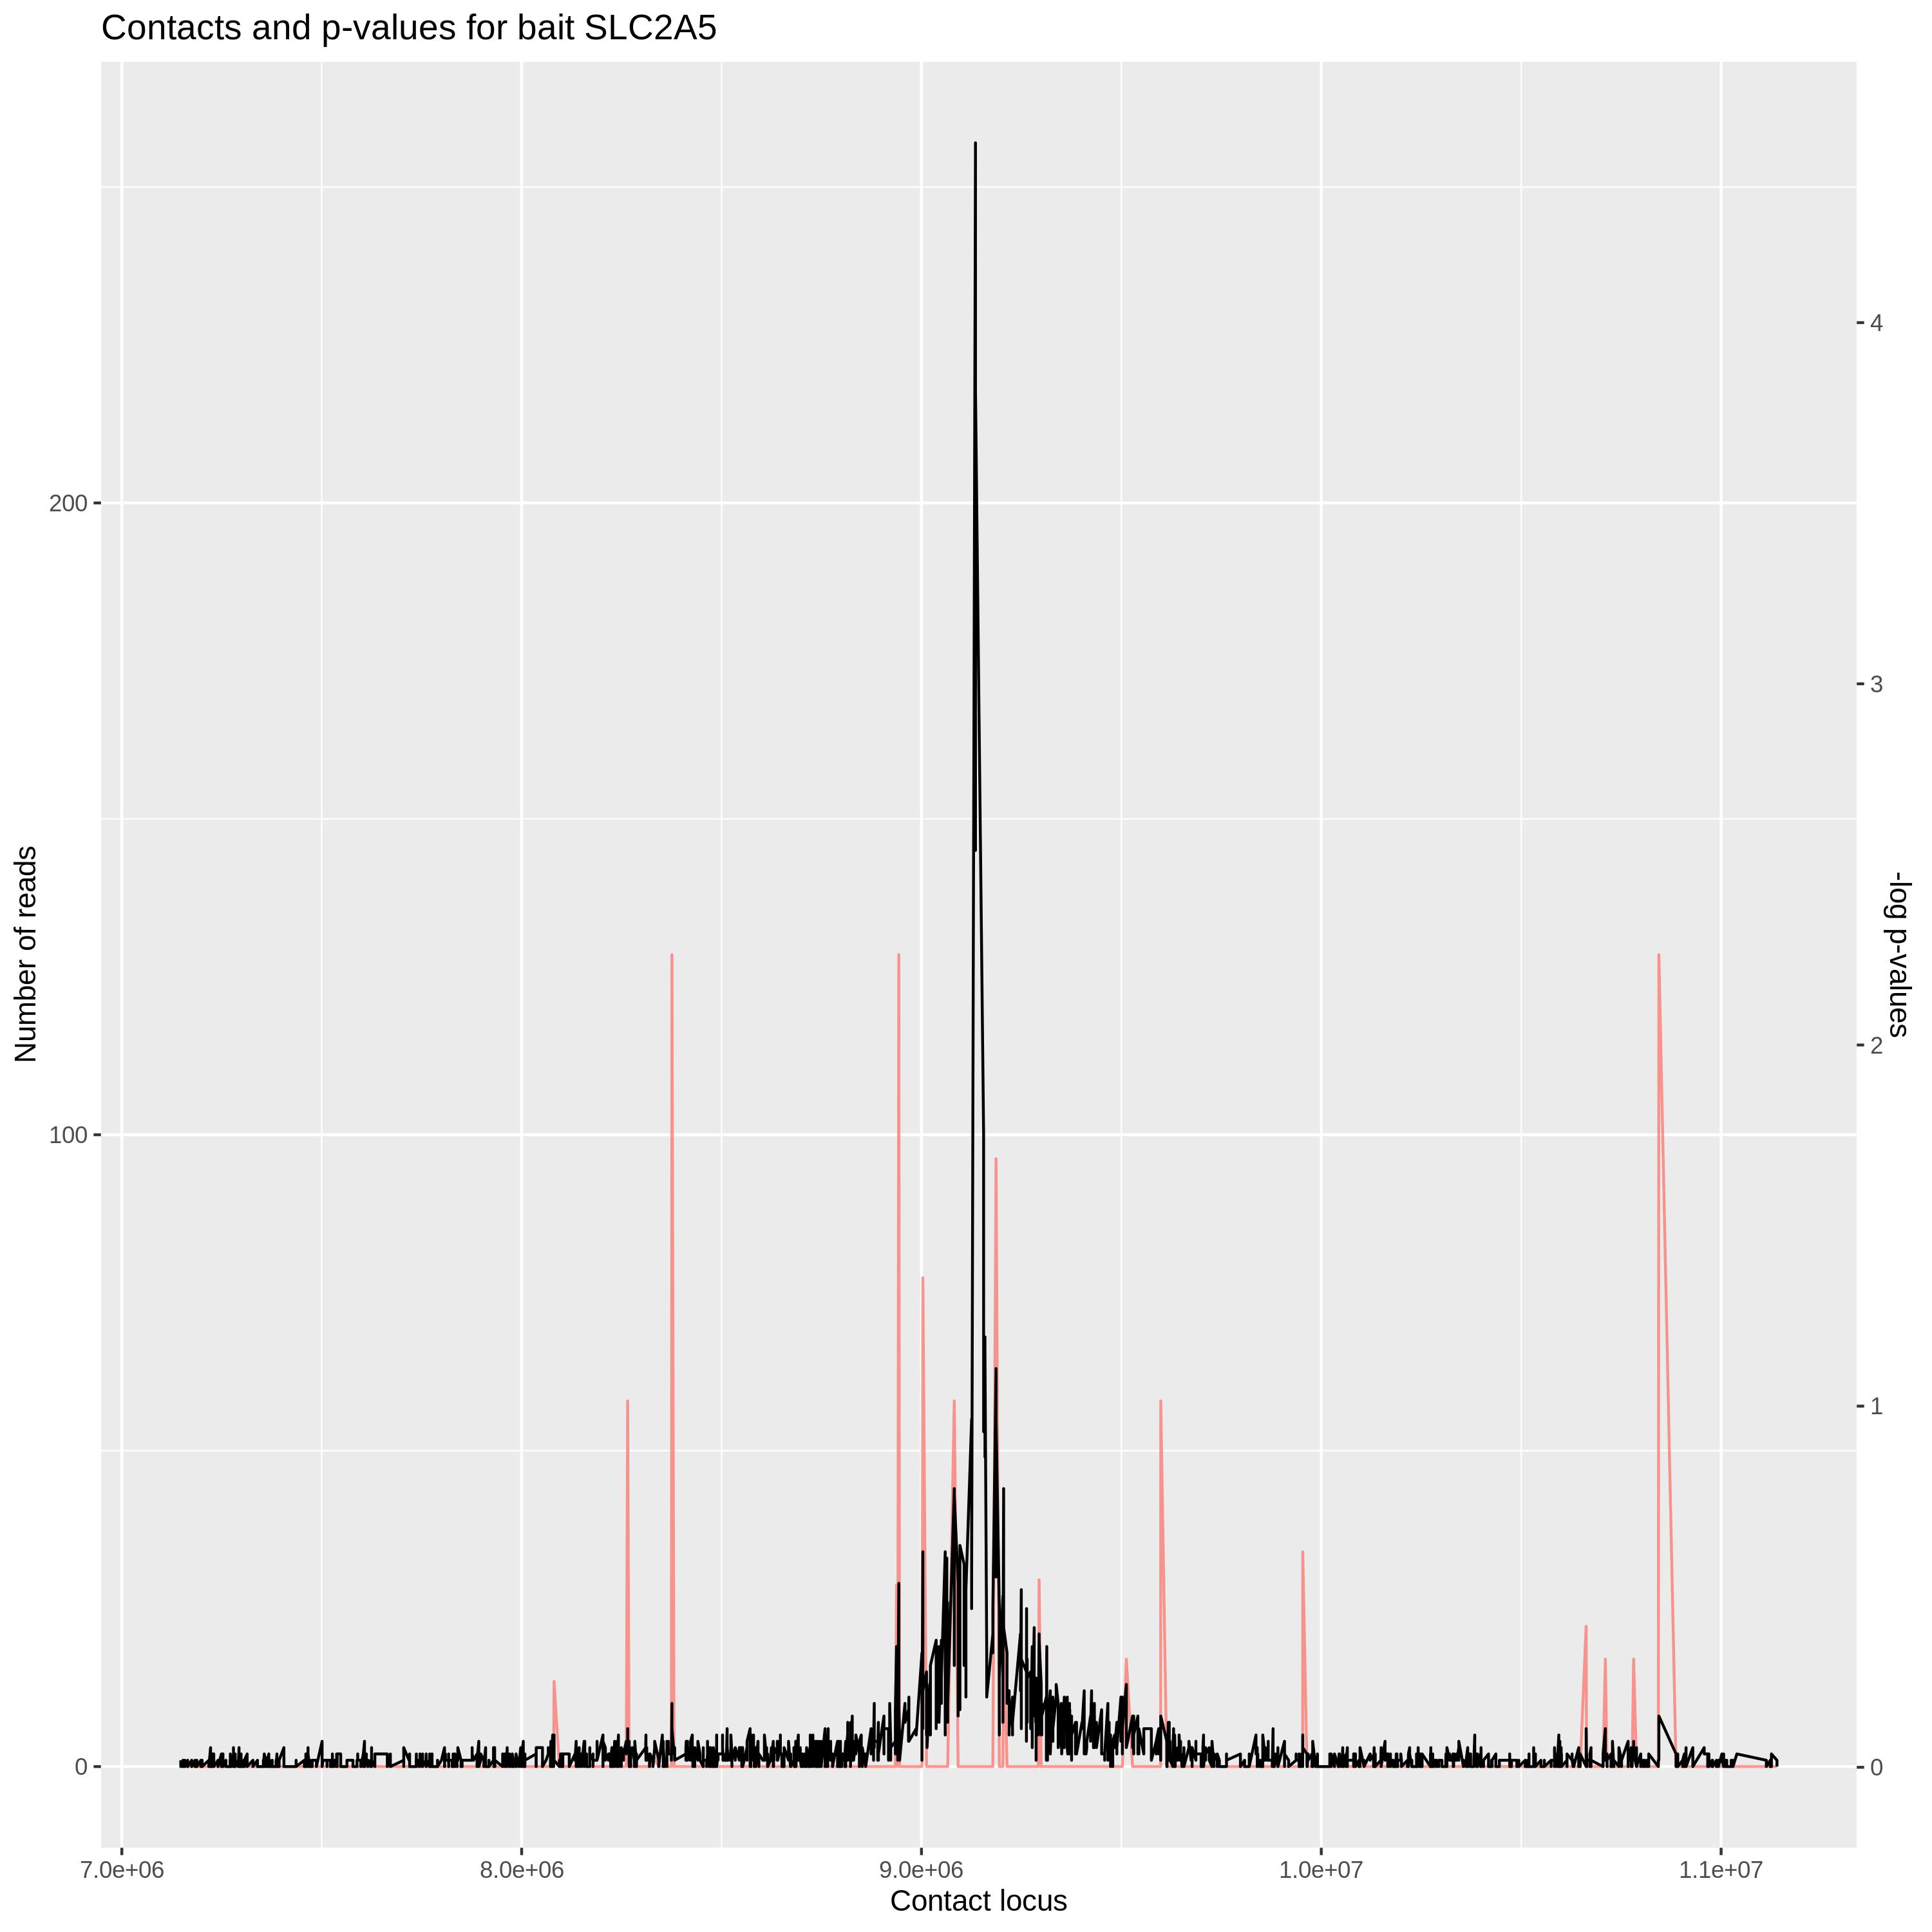 Contacts and p-values for bait SLC2A5
Number of reads
200
100
0
4
3
2
1
0
-log p-values
7.0e+06
8.0e+06
9.0e+06
1.0e+07
1.1e+07
Contact locus